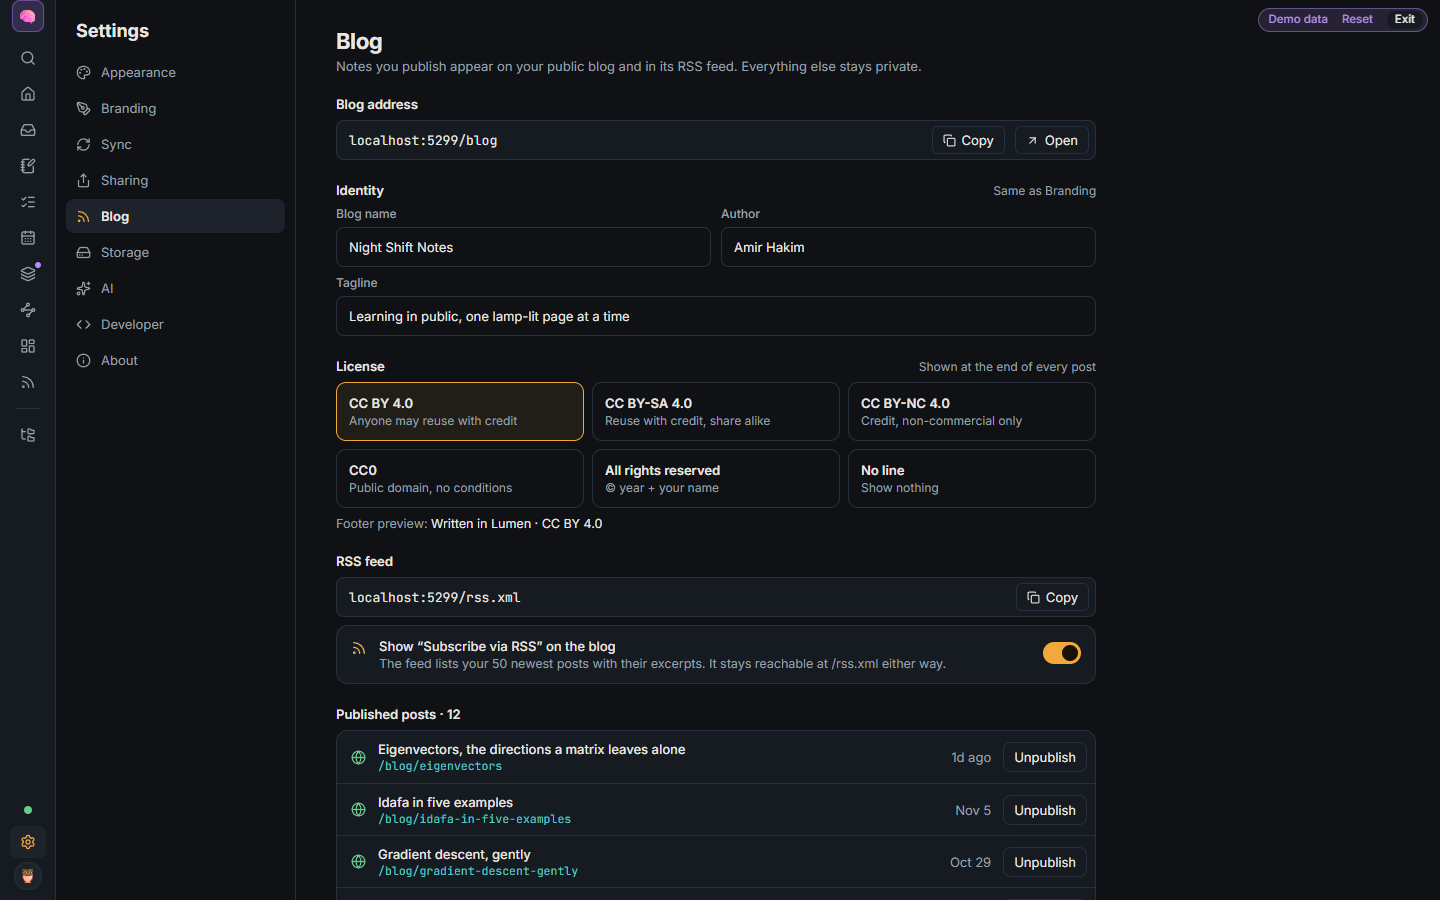 Settings
Appearance
Branding
Sync
Sharing
Blog
Storage
AI
Developer
About
Demo data Reset Exit
Blog
Notes you publish appear on your public blog and in its RSS feed. Everything else stays private.
Blog address
localhost:5299/blog Copy Open
Identity Same as Branding
Blog name Author
Night Shift Notes Amir Hakim
Tagline
Learning in public, one lamp-lit page at a time
License Shown at the end of every post
CC BY 4.0
Anyone may reuse with credit
CC BY-SA 4.0
Reuse with credit, share alike
CC BY-NC 4.0
Credit, non-commercial only
CC0
Public domain, no conditions
All rights reserved
© year + your name
No line
Show nothing
Footer preview: Written in Lumen · CC BY 4.0
RSS feed
localhost:5299/rss.xml Copy
Show “Subscribe via RSS” on the blog
The feed lists your 50 newest posts with their excerpts. It stays reachable at /rss.xml either way.
Published posts · 12
Eigenvectors, the directions a matrix leaves alone
/blog/eigenvectors
1d ago Unpublish
Idafa in five examples
/blog/idafa-in-five-examples
Nov 5 Unpublish
Gradient descent, gently
/blog/gradient-descent-gently
Oct 29 Unpublish